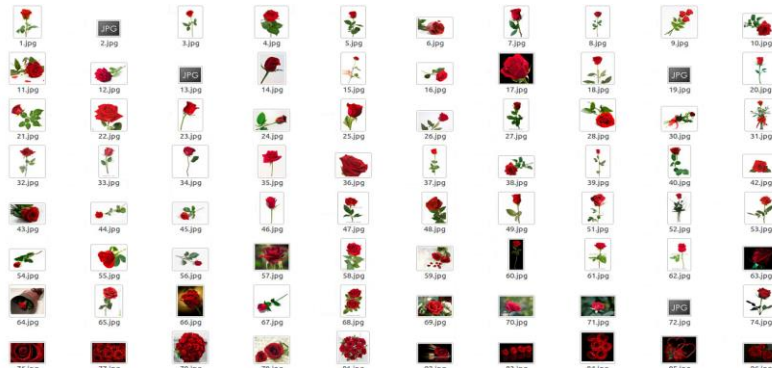 1.jpg 2.jpg 3.jpg 4.jpg 5.jpg 6.jpg 7.jpg 8.jpg 9.jpg 10.jpg
JPG
11.jpg 12.jpg 13.jpg 14.jpg 15.jpg 16.jpg 17.jpg 18.jpg 19.jpg 20.jpg
JPG JPG
21.jpg 22.jpg 23.jpg 24.jpg 25.jpg 26.jpg 27.jpg 28.jpg 30.jpg 31.jpg
32.jpg 33.jpg 34.jpg 35.jpg 36.jpg 37.jpg 38.jpg 39.jpg 40.jpg 42.jpg
43.jpg 44.jpg 45.jpg 46.jpg 47.jpg 48.jpg 49.jpg 51.jpg 52.jpg 53.jpg
54.jpg 55.jpg 56.jpg 57.jpg 58.jpg 59.jpg 60.jpg 61.jpg 62.jpg 63.jpg
64.jpg 65.jpg 66.jpg 67.jpg 68.jpg 69.jpg 70.jpg 71.jpg 72.jpg 74.jpg
JPG